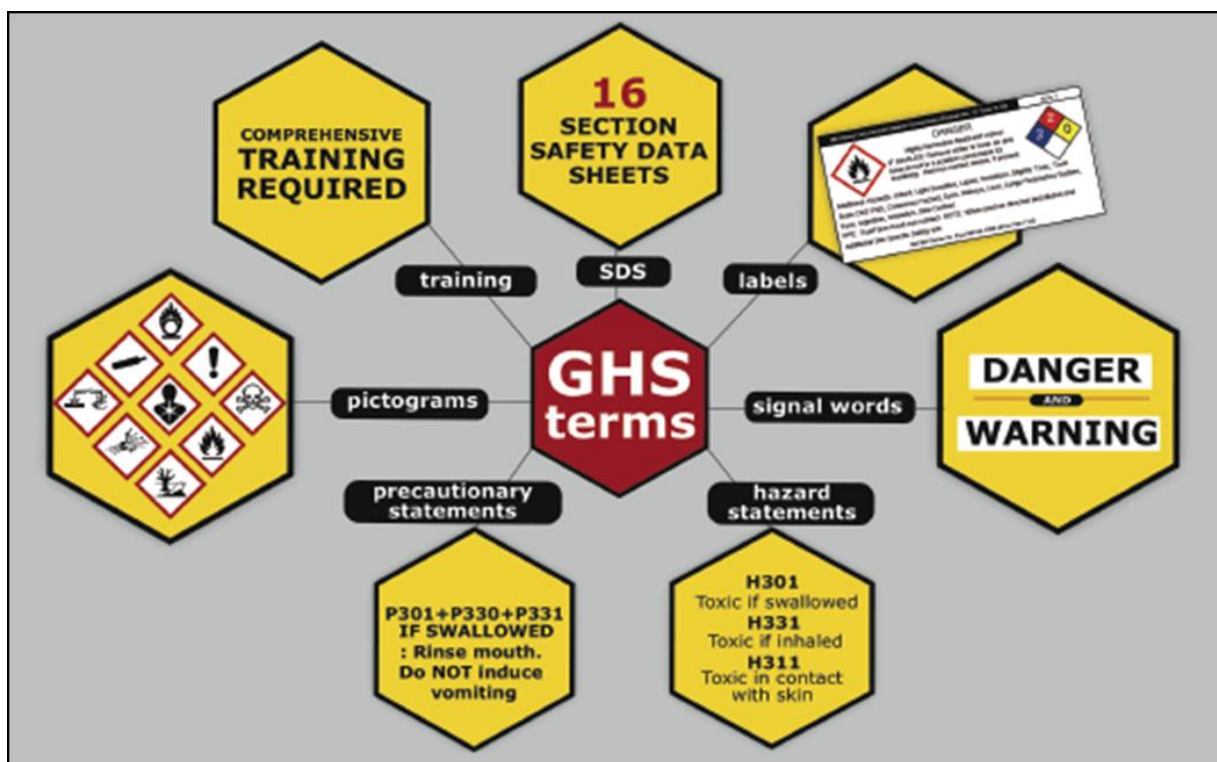 COMPREHENSIVE
TRAINING
REQUIRED
16
SECTION
SAFETY DATA
SHEETS
DANGER
training
SDS
labels
GHS
terms
pictograms
signal words
DANGER
AND
WARNING
precautionary
statements
hazard
statements
P301+P330+P331
IF SWALLOWED
: Rinse mouth.
Do NOT induce
vomiting
H301
Toxic if swallowed
H331
Toxic if inhaled
H311
Toxic in contact
with skin